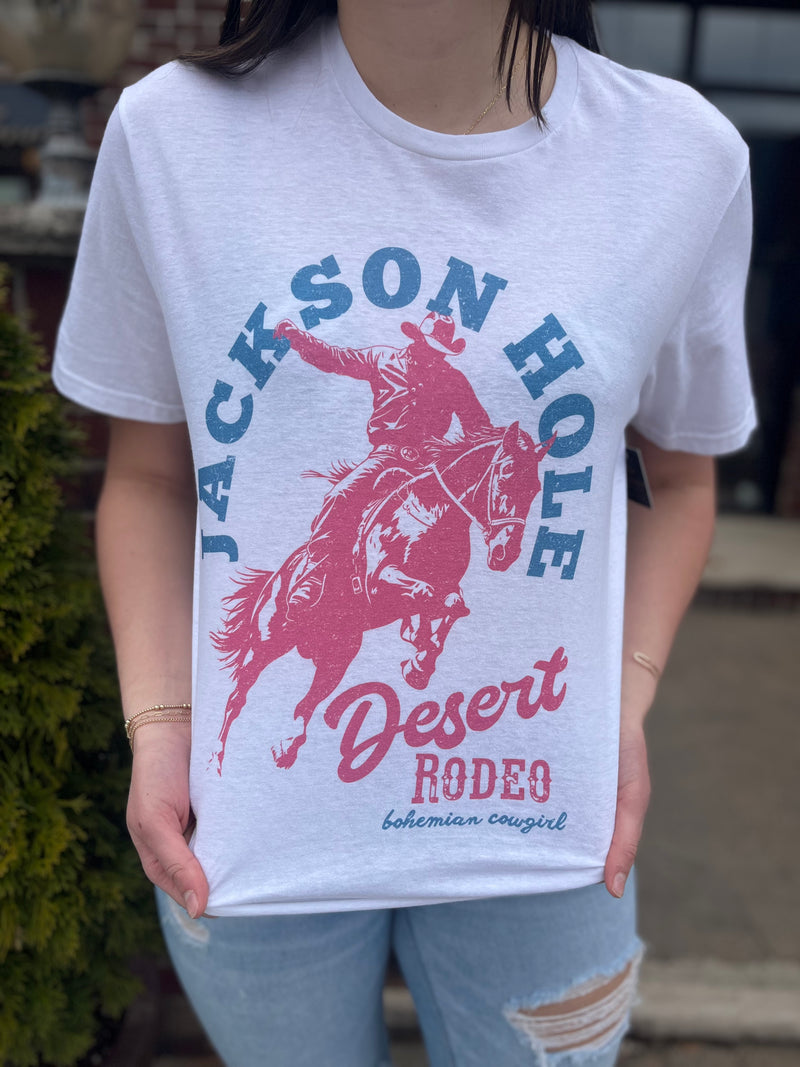 JACKSON HOLE
Desert
RODEO
bohemian cowgirl